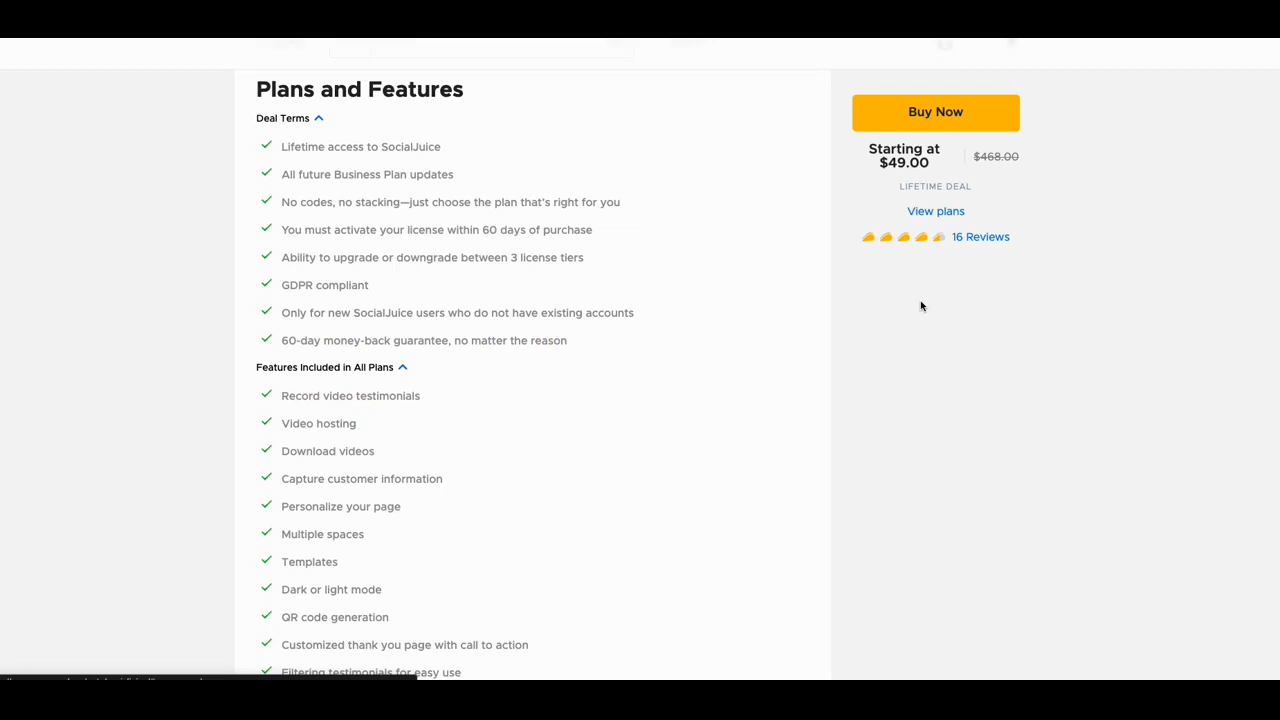 Plans and Features
Deal Terms
Lifetime access to SocialJuice
All future Business Plan updates
No codes, no stacking—just choose the plan that's right for you
You must activate your license within 60 days of purchase
Ability to upgrade or downgrade between 3 license tiers
GDPR compliant
Only for new SocialJuice users who do not have existing accounts
60-day money-back guarantee, no matter the reason
Features Included in All Plans
Record video testimonials
Video hosting
Download videos
Capture customer information
Personalize your page
Multiple spaces
Templates
Dark or light mode
QR code generation
Customized thank you page with call to action
Filtering testimonials for easy use
Buy Now
Starting at $468.00
$49.00
LIFETIME DEAL
View plans
16 Reviews